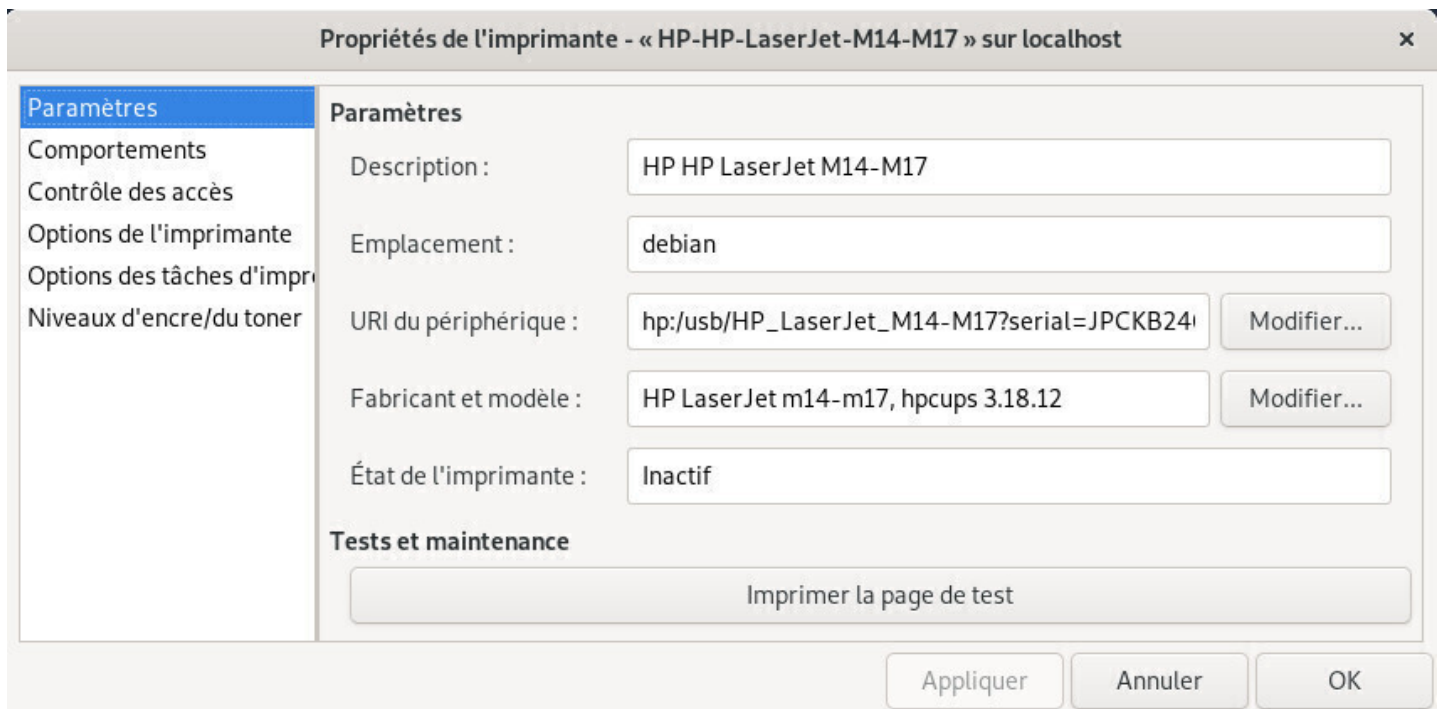 Propriétés de l'imprimante - « HP-HP-LaserJet-M14-M17 » sur localhost ×
Paramètres
Comportements
Contrôle des accès
Options de l'imprimante
Options des tâches d'impr
Niveaux d'encre/du toner
Paramètres
Description : HP HP LaserJet M14-M17
Emplacement : debian
URI du périphérique : hp:/usb/HP_LaserJet_M14-M17?serial=JPCKB24 Modifier...
Fabricant et modèle : HP LaserJet m14-m17, hpcups 3.18.12 Modifier...
État de l'imprimante : Inactif
Tests et maintenance
Imprimer la page de test
Appliquer Annuler OK